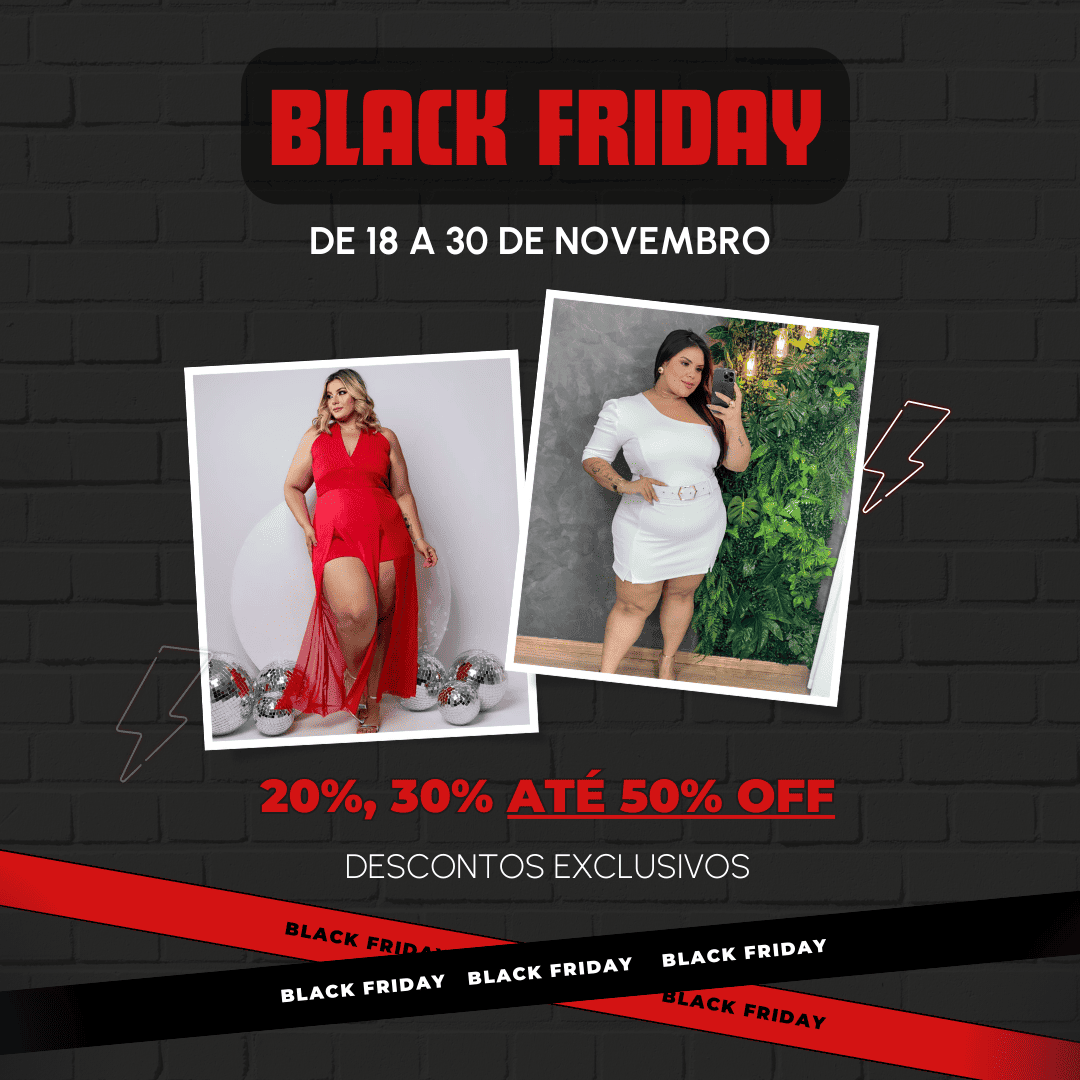 BLACK FRIDAY
DE 18 A 30 DE NOVEMBRO
20%, 30% ATÉ 50% OFF
DESCONTOS EXCLUSIVOS
BLACK FRIDAY
BLACK FRIDAY BLACK FRIDAY BLACK FRIDAY
BLACK FRIDAY